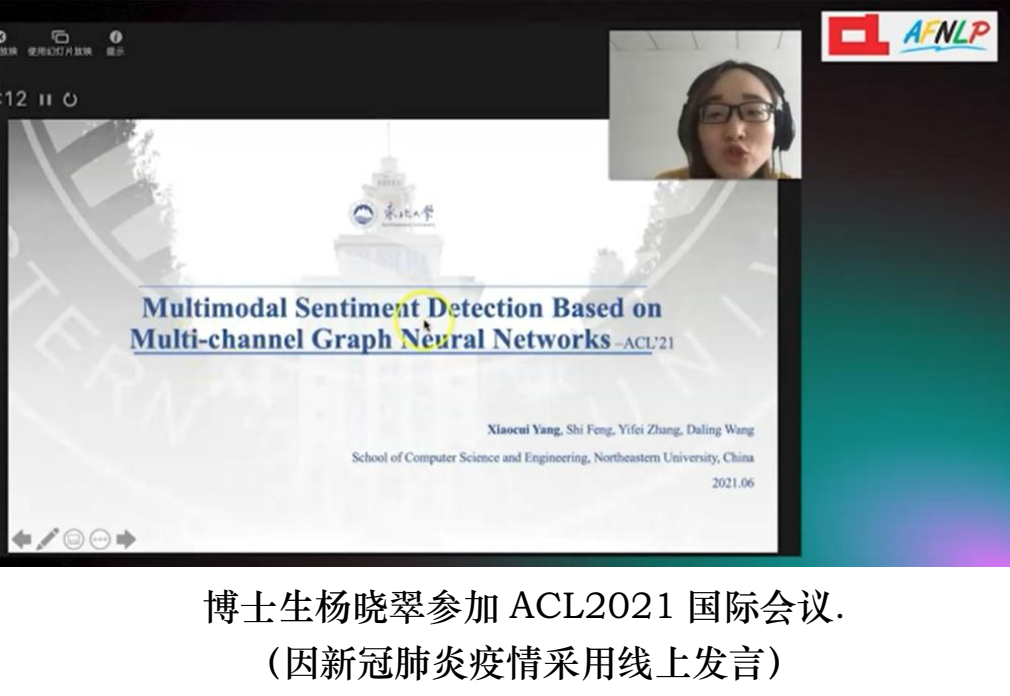 放映 使用幻灯片放映 提示
:12
AFNLP
东北大学
Northeastern University
Multimodal Sentiment Detection Based on
Multi-channel Graph Neural Networks –ACL'21
Xiaocui Yang, Shi Feng, Yifei Zhang, Daling Wang
School of Computer Science and Engineering, Northeastern University, China
2021.06
博士生杨晓翠参加 ACL2021 国际会议.
（因新冠肺炎疫情采用线上发言）